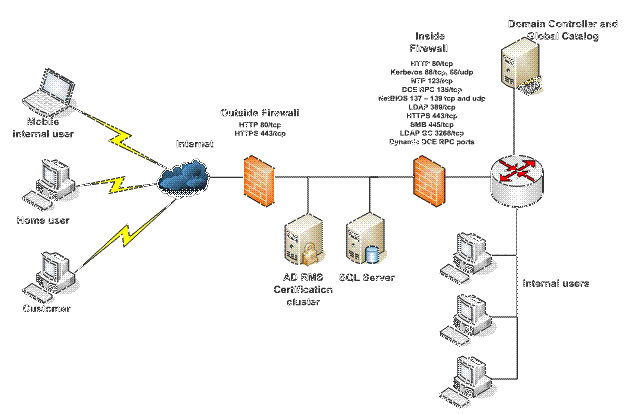 Domain Controller and
Global Catalog
Inside
Firewall
HTTP 80/tcp
Kerberos 88/tcp, 88/udp
NTP 123/tcp
DCE RPC 135/tcp
NetBIOS 137 – 139 tcp and udp
LDAP 389/tcp
HTTPS 443/tcp
SMB 445/tcp
LDAP GC 3268/tcp
Dynamic DCE RPC ports
Outside Firewall
HTTP 80/tcp
HTTPS 443/tcp
Mobile
internal user
Internet
Home user
AD RMS
Certification
cluster
SQL Server
Internal users
Customer